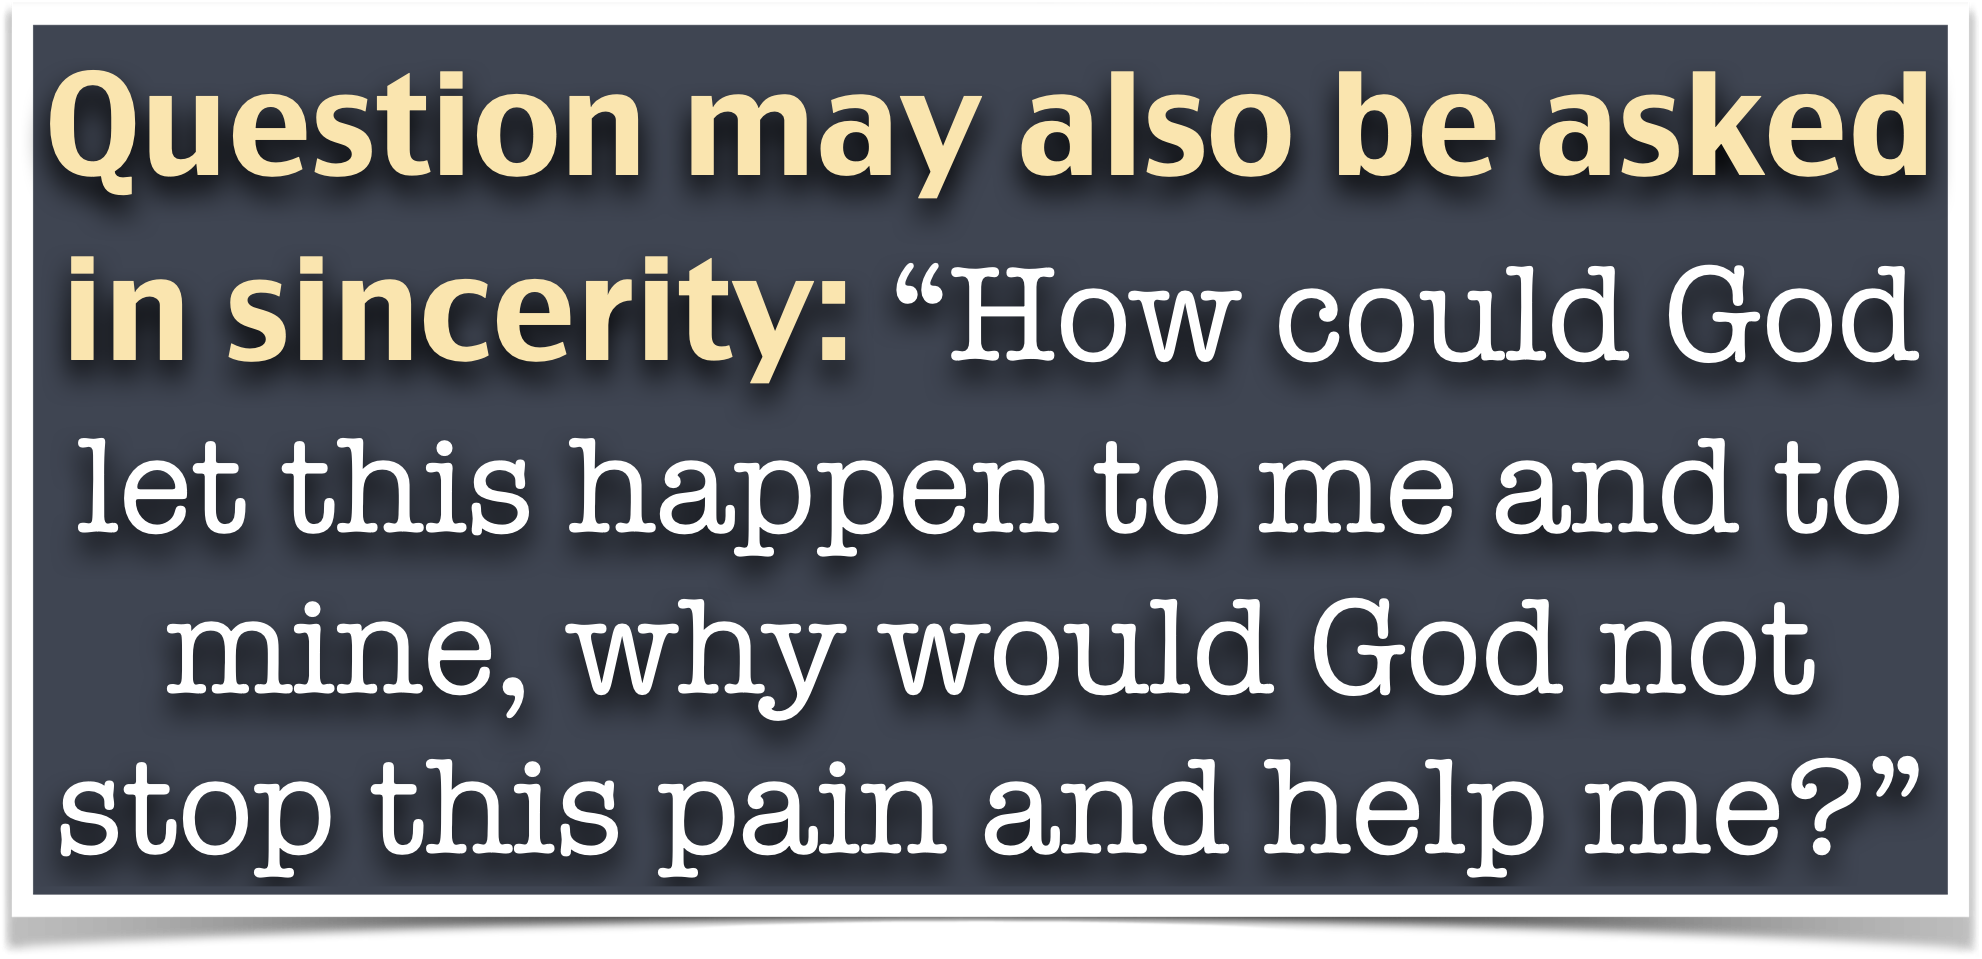 Question may also be asked
in sincerity: “How could God
let this happen to me and to
mine, why would God not
stop this pain and help me?”